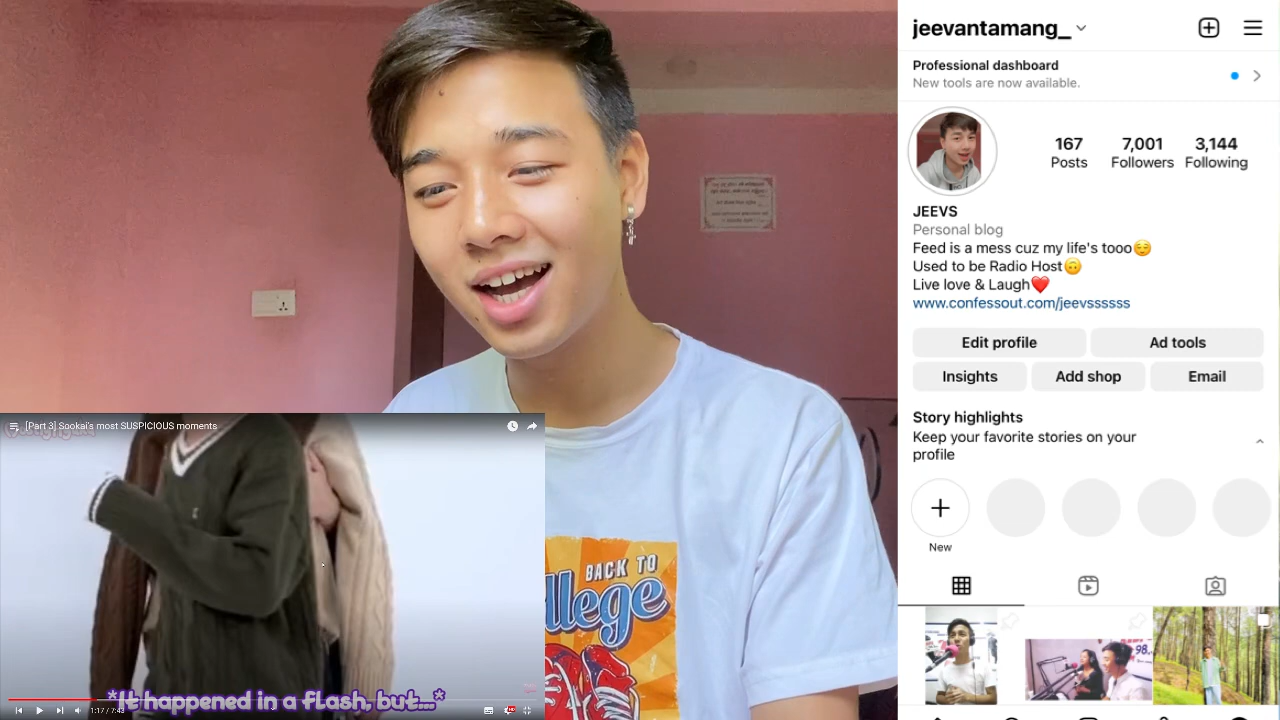 [Part 3] Sookai's most SUSPICIOUS moments
*It happened in a flash, but...*
1:17 / 7:43
HD
BACK TO
llege
jeevantamang_
Professional dashboard
New tools are now available.
167
7,001
3,144
Posts
Followers
Following
JEEVS
Personal blog
Feed is a mess cuz my life's tooo😌
Used to be Radio Host🙃
Live love & Laugh❤️
www.confessout.com/jeevssssss
Edit profile
Ad tools
Insights
Add shop
Email
Story highlights
Keep your favorite stories on your
profile
New
98.